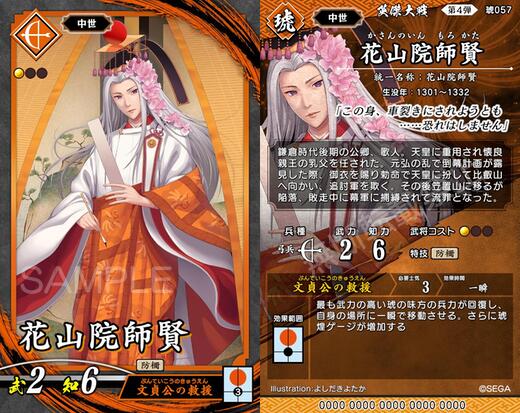 中世
SAMPLE
花山院師賢
防柵
武2 知6
ぶんていこうのきゅうえん
文貞公の救援
3
琥
中世
英傑大戦
第4弾
琥057
かさんのいん もろ かた
花山院師賢
統一名称:花山院師賢
生没年:1301~1332
「この身、車裂きにされようとも
……恐れはしません」
鎌倉時代後期の公卿、歌人。天皇に重用され懐良
親王の乳父を任された。元弘の乱で倒幕計画が露
見した際、御衣を賜り勅命で天皇に扮して比叡山
へ向かい、追討軍を欺く。その後笠置山に移るが
陥落、敗走中に幕軍に捕縛されて流罪となった。
兵種 武力 知力 武将コスト
弓兵 2 6 特技 防柵
ぶんていこうのきゅうえん 必要士気 効果時間
文貞公の救援 3 一瞬
効果範囲
最も武力の高い琥の味方の兵力が回復し、
自身の場所に一瞬で移動させる。さらに琥
煌ゲージが増加する
Illustration:よしだきよたか
©SEGA
0000 0000 0000 0000 0000